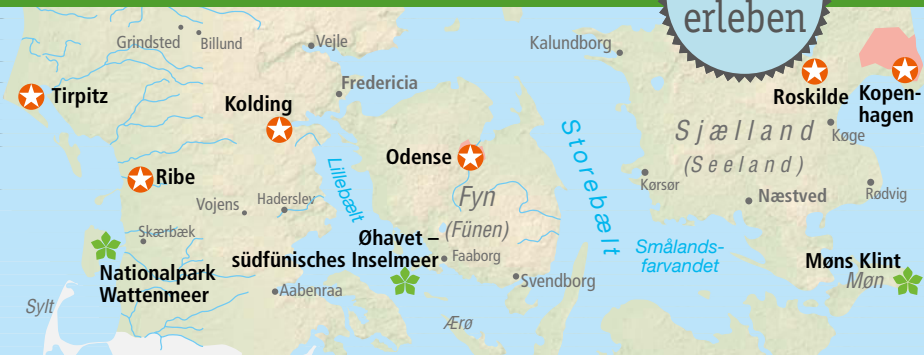 erleben
Grindsted
Billund
Vejle
Kalundborg
Fredericia
Tirpitz
Kolding
Roskilde
Kopen-
hagen
Sjælland
(Seeland)
Køge
Storebælt
Odense
Lillebælt
Ribe
Korsør
Rødvig
Vojens
Haderslev
Fyn
(Fünen)
Næstved
Skærbæk
Øhavet –
südfünisches Inselmeer
Faaborg
Smålands-
farvandet
Møns Klint
Møn
Nationalpark
Wattenmeer
Svendborg
Aabenraa
Sylt
Ærø